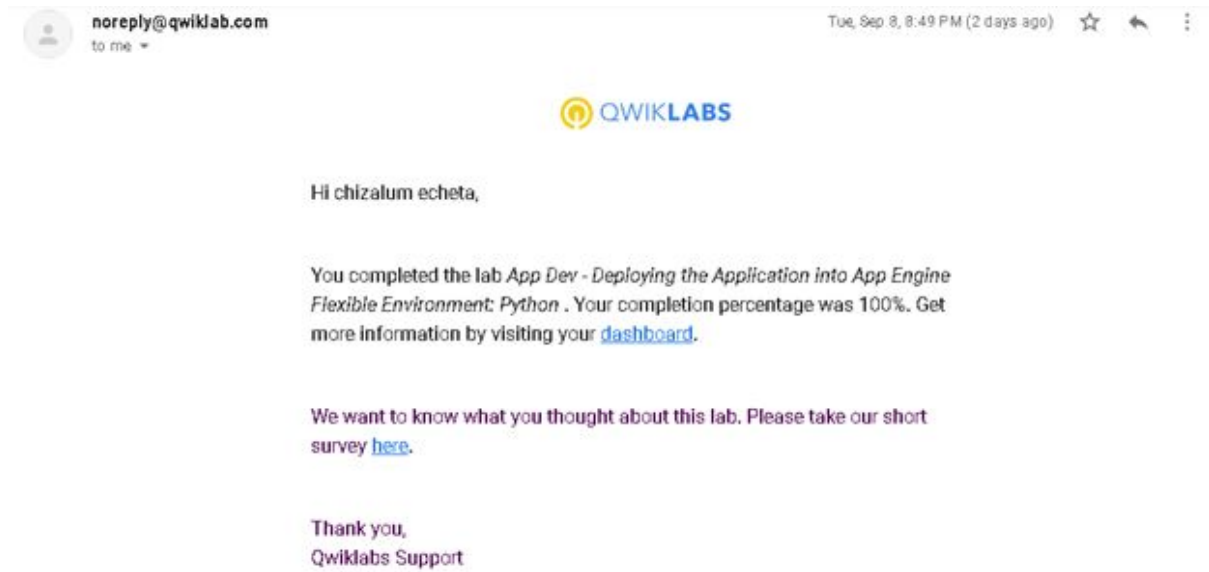 noreply@qwiklab.com
Tue, Sep 8, 8:49 PM (2 days ago)
to me
QWIKLABS
Hi chizalum echeta,
You completed the lab App Dev - Deploying the Application into App Engine
Flexible Environment: Python . Your completion percentage was 100%. Get
more information by visiting your dashboard.
We want to know what you thought about this lab. Please take our short
survey here.
Thank you,
Qwiklabs Support